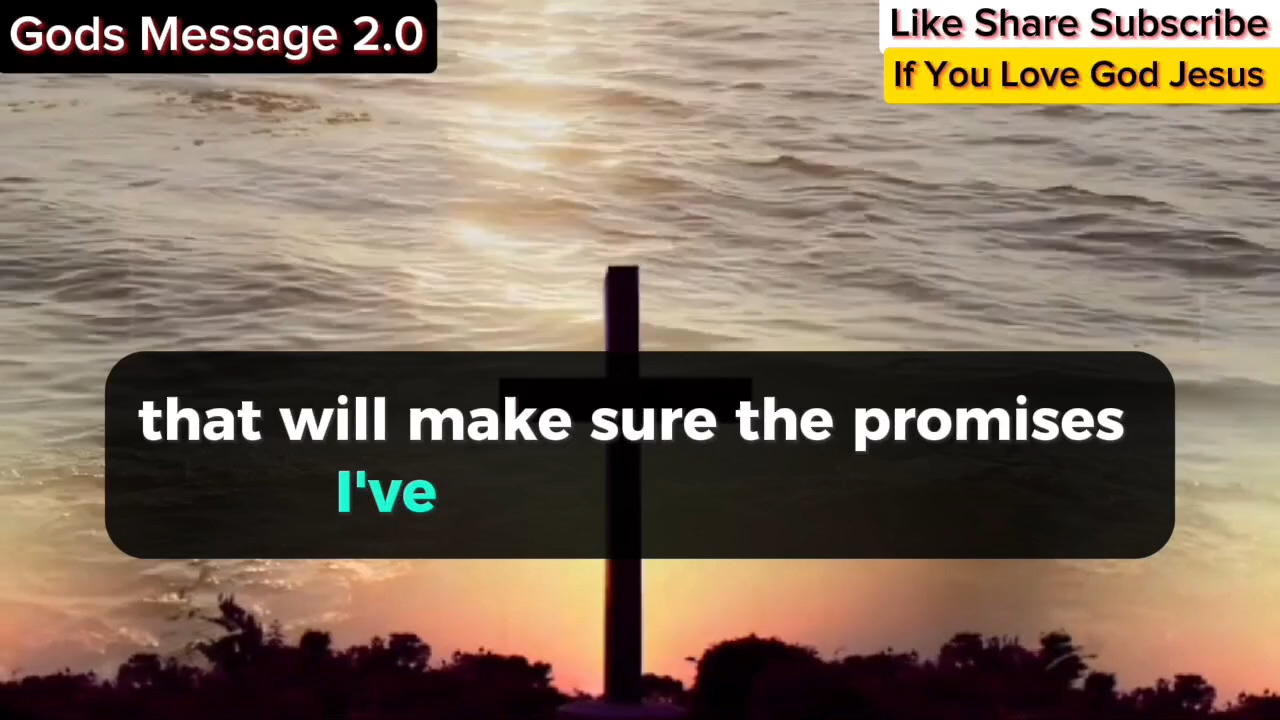 Gods Message 2.0
Like Share Subscribe
If You Love God Jesus
that will make sure the promises
I've